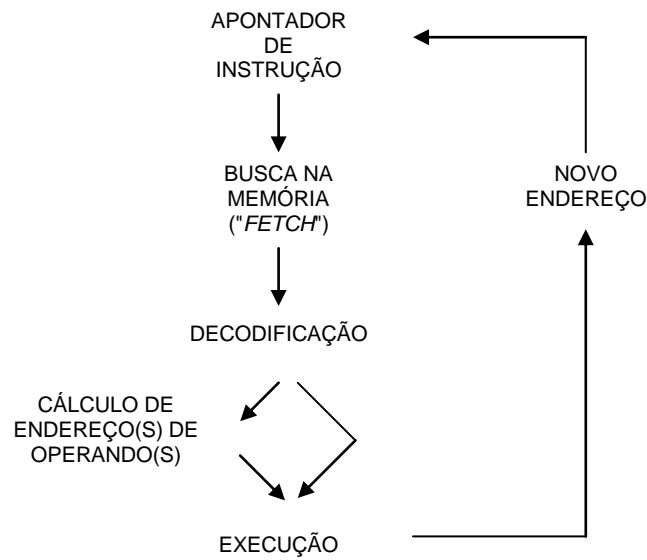 APONTADOR
DE
INSTRUÇÃO
BUSCA NA
MEMÓRIA
("FETCH")
NOVO
ENDEREÇO
DECODIFICAÇÃO
CÁLCULO DE
ENDEREÇO(S) DE
OPERANDO(S)
EXECUÇÃO